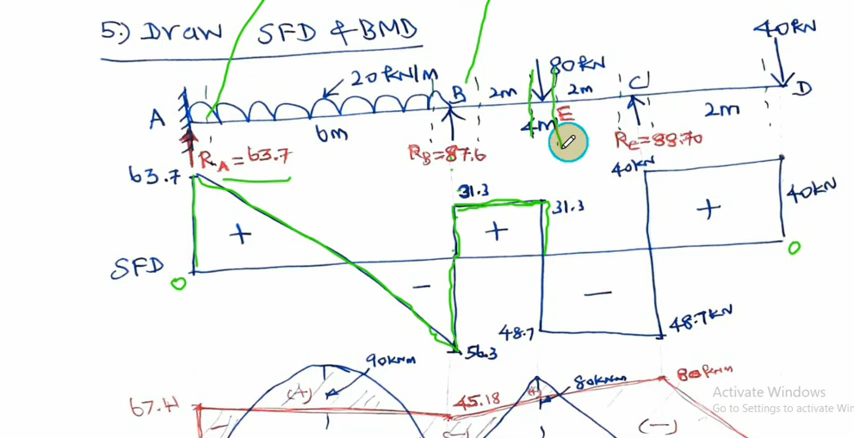 5.) Draw SFD & BMD
40KN
20KN/M
80KN
A
B
2m
2m
C
D
E
6m
4m
2m
RA = 63.7
RB = 87.6
RC = 88.70
63.7
31.3
31.3
40KN
40KN
+
+
+
SFD
−
−
0
0
56.3
48.7
48.7KN
90KNM
67.4
(+)
45.18
(+)
80KNM
80KNM
(−)
(−)
−
Activate Windows
Go to Settings to activate Win